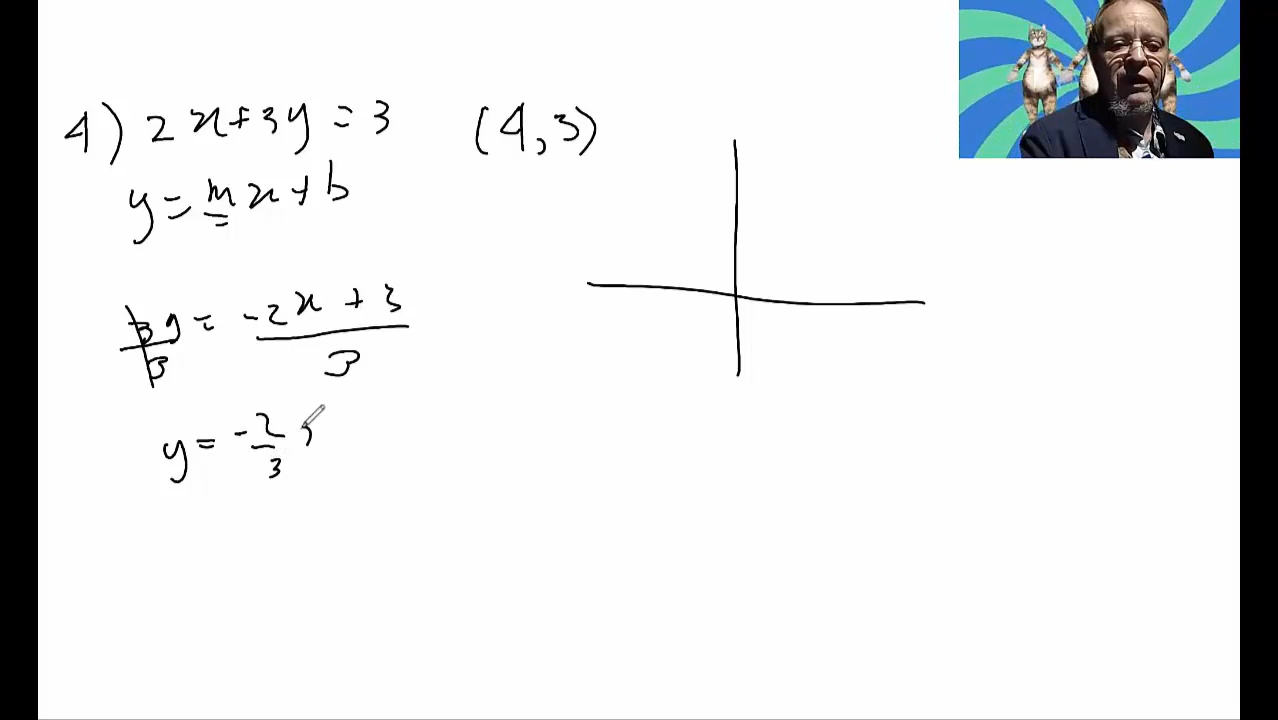 4) 2x+3y=3 (4,3)
y=mx+b
3y = -2x+3
3 3
y = -2
3